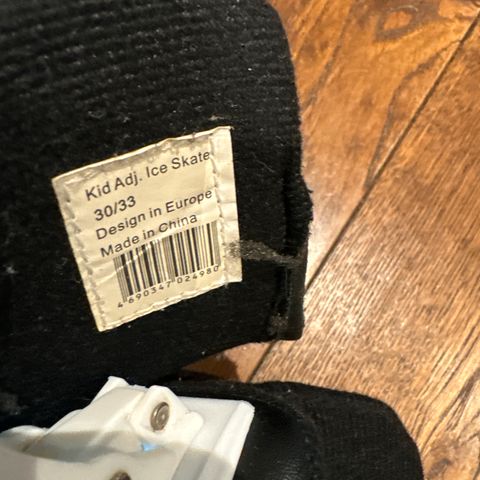 Kid Adj. Ice Skate
30/33
Design in Europe
Made in China
4690347024980